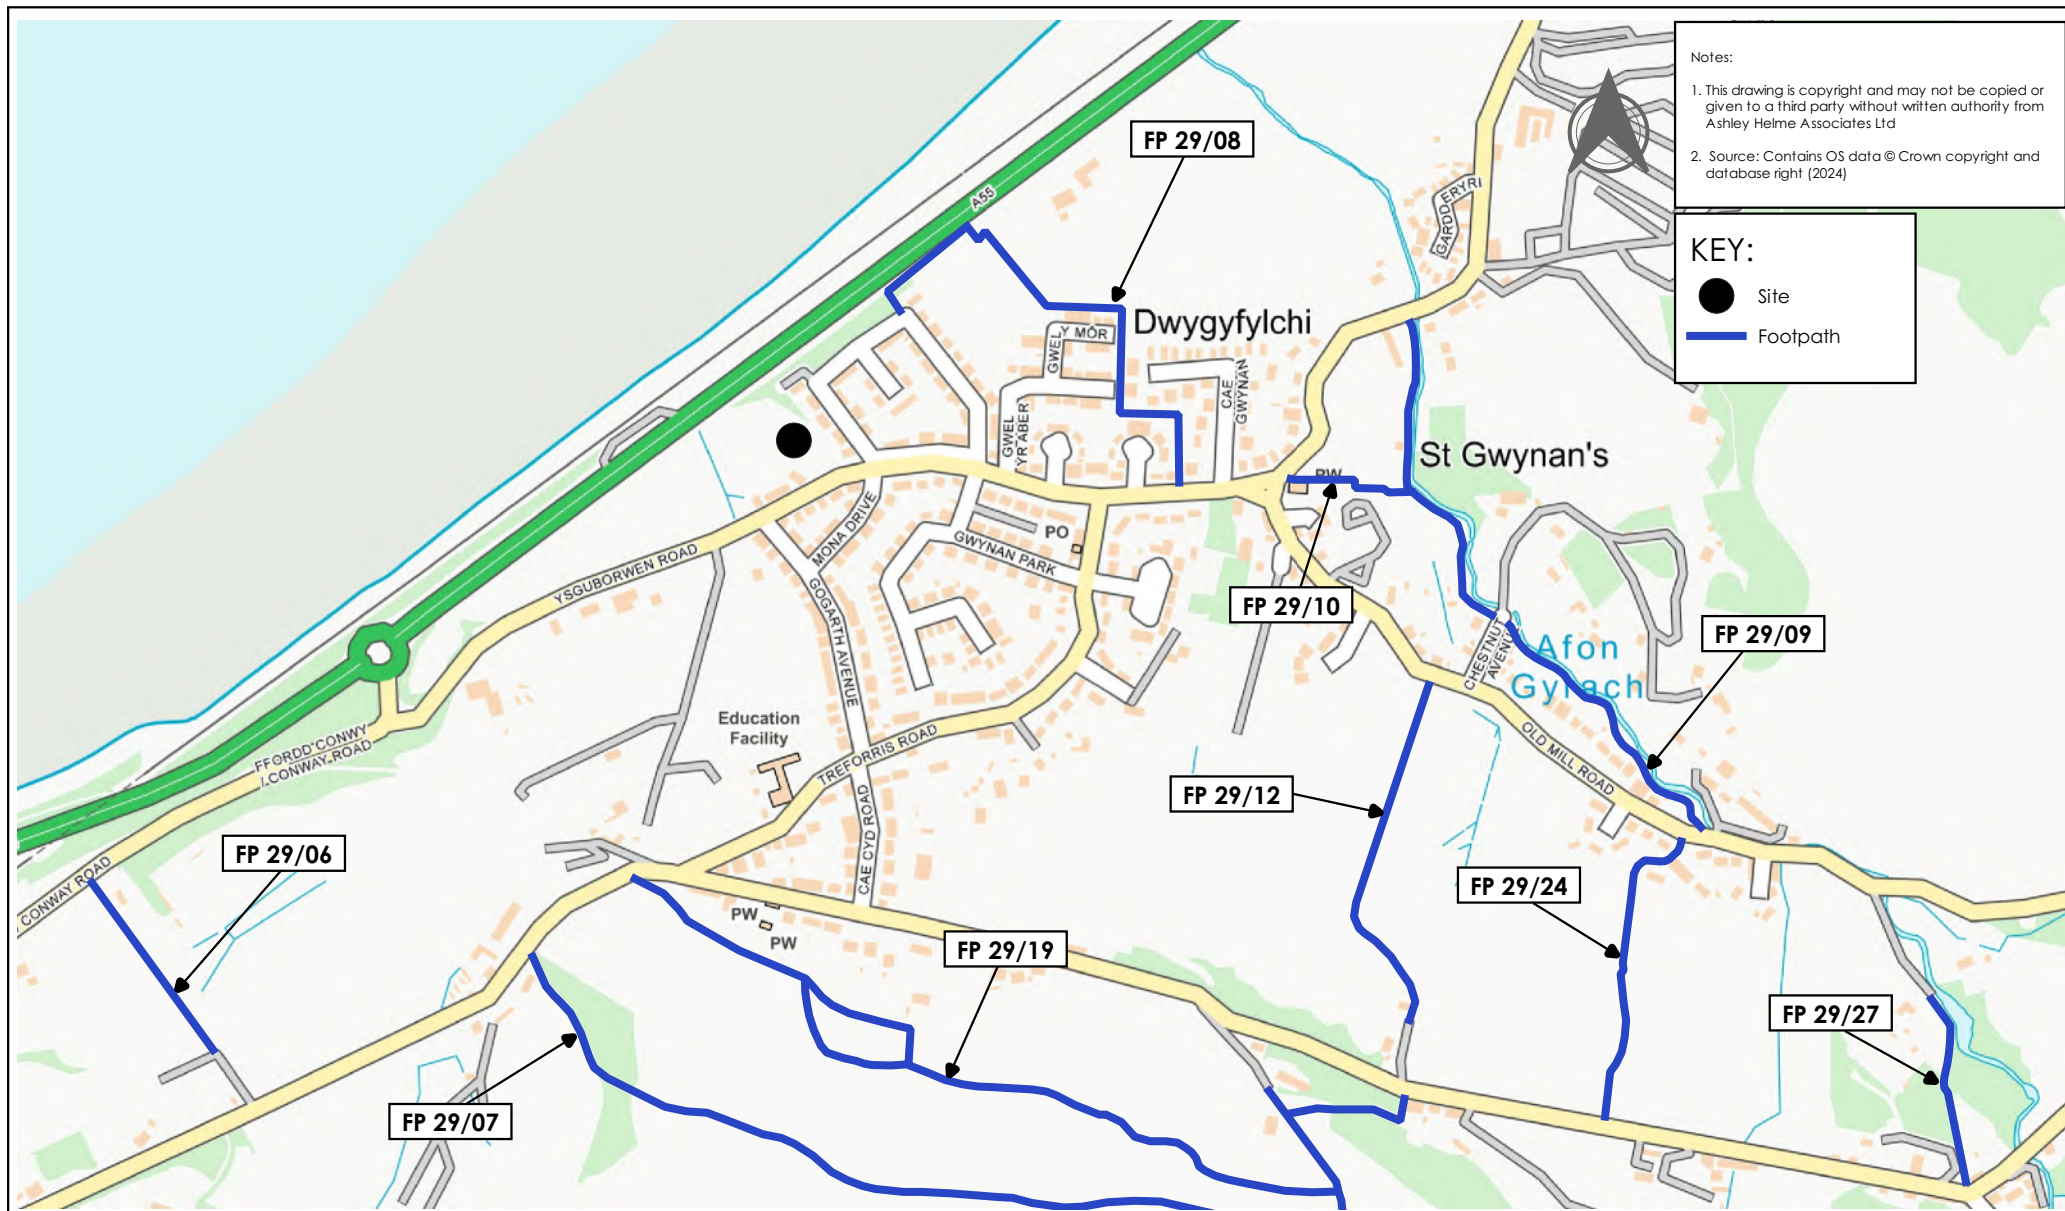 Notes:
1. This drawing is copyright and may not be copied or
given to a third party without written authority from
Ashley Helme Associates Ltd
2. Source: Contains OS data © Crown copyright and
database right (2024)
KEY:
Site
Footpath
FP 29/08
A55
GARDD ERYRI
Dwygyfylchi
Y MÔR
GWEL
CAE
GWYNAN
GWEL
YR ABER
St Gwynan's
PW
MONA DRIVE
PO
GWYNAN PARK
YSGUBORWEN ROAD
GOGARTH AVENUE
FP 29/10
FP 29/09
CHESTNUT
AVENUE
Afon
Gyrach
Education
Facility
FFORDD CONWY
/ CONWAY ROAD
TREFORRIS ROAD
OLD MILL ROAD
FP 29/12
CAE CYD ROAD
FP 29/06
CONWAY ROAD
FP 29/24
PW
PW
FP 29/19
FP 29/27
FP 29/07